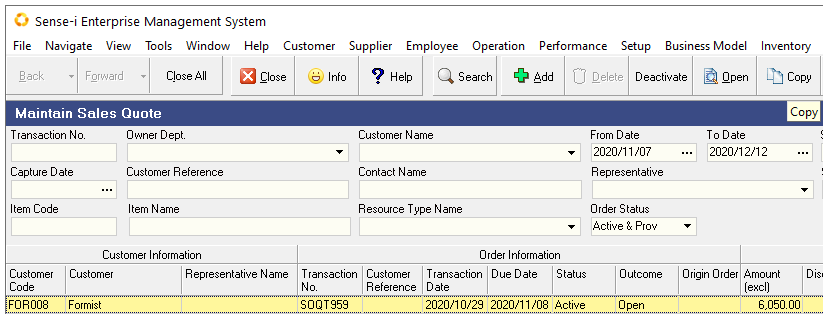 Sense-i Enterprise Management System
File Navigate View Tools Window Help Customer Supplier Employee Operation Performance Setup Business Model Inventory
Back Forward Close All Close Info Help Search Add Delete Deactivate Open Copy
Maintain Sales Quote Copy
Transaction No. Owner Dept. Customer Name From Date To Date
2020/11/07 ... 2020/12/12 ...
Capture Date Customer Reference Contact Name Representative
...
Item Code Item Name Resource Type Name Order Status
Active & Prov
Customer Information Order Information
Customer Code Customer Representative Name Transaction No. Customer Reference Transaction Date Due Date Status Outcome Origin Order Amount (excl)
FOR008 Formist SOQT959 2020/10/29 2020/11/08 Active Open 6,050.00